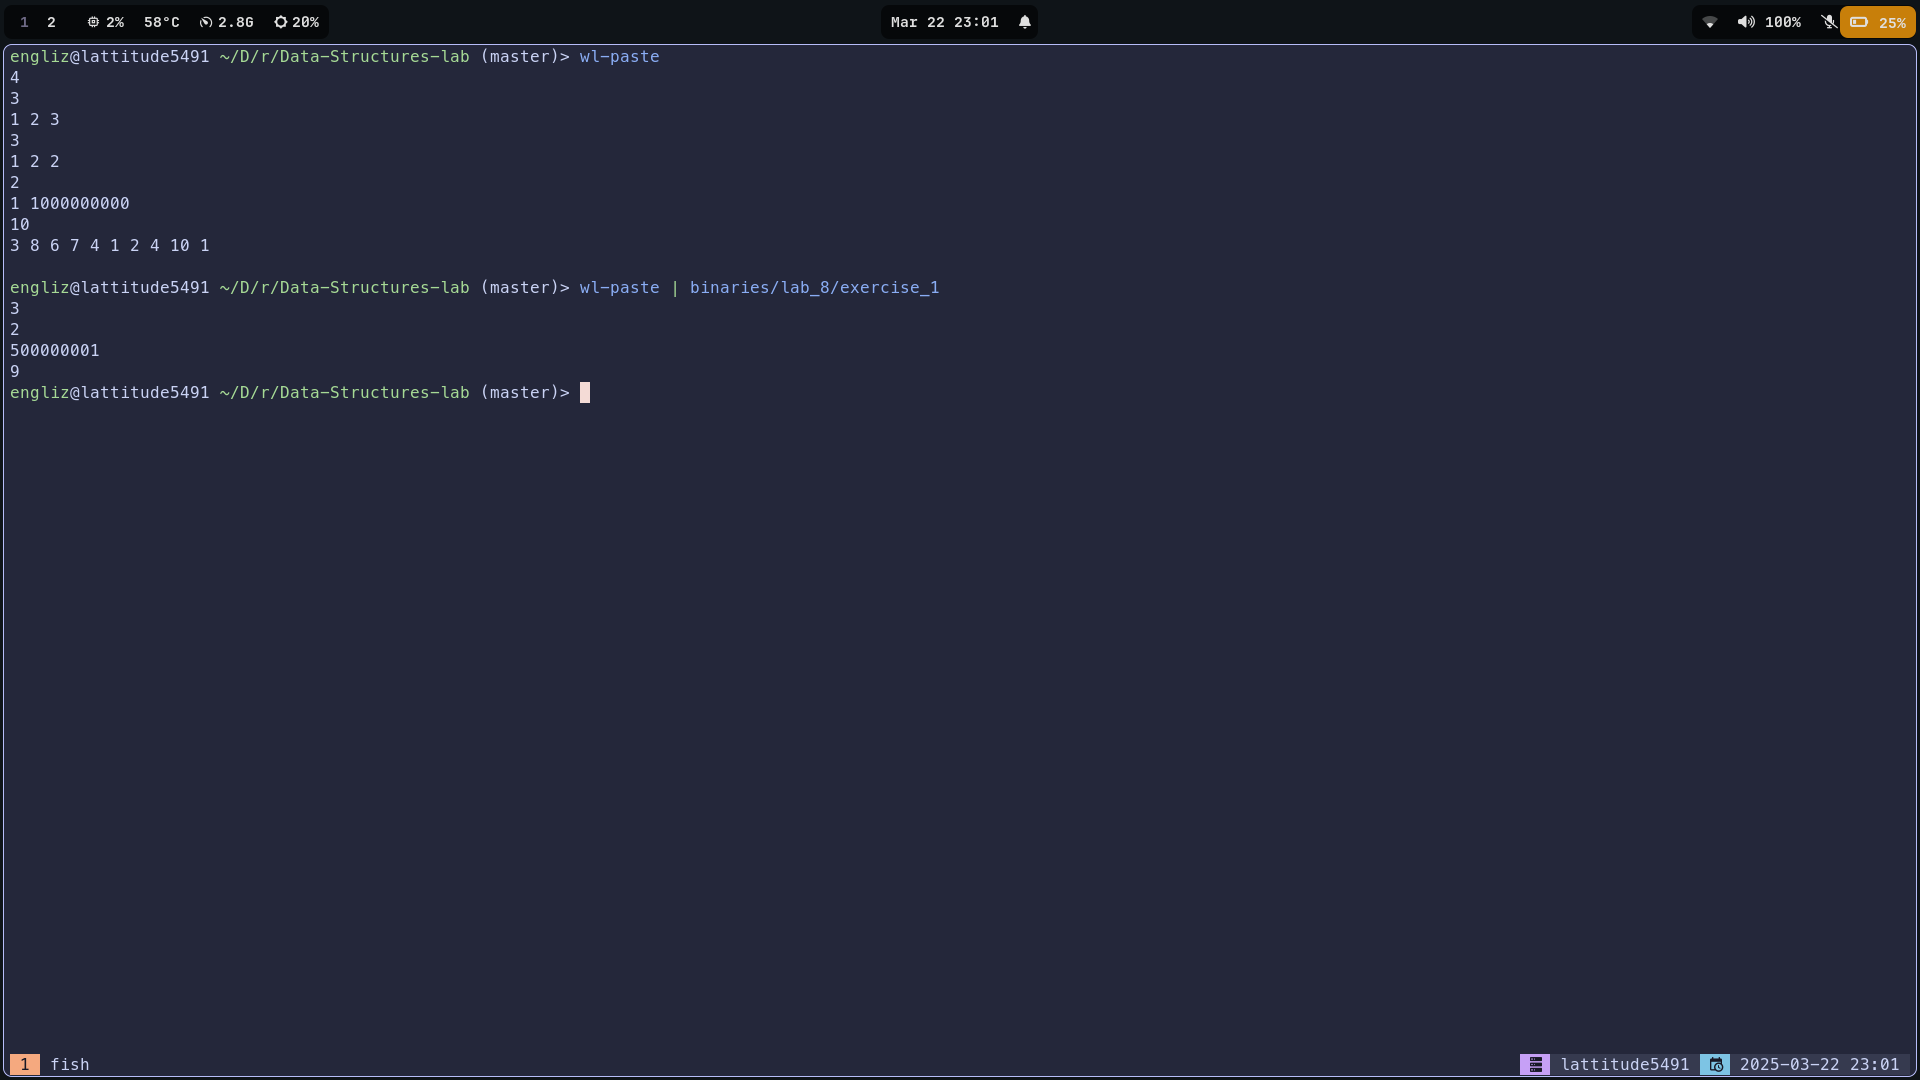 1 2 2% 58°C 2.8G 20% Mar 22 23:01 100% 25%
engliz@lattitude5491 ~/D/r/Data-Structures-lab (master)> wl-paste
4
3
1 2 3
3
1 2 2
2
1 1000000000
10
3 8 6 7 4 1 2 4 10 1
engliz@lattitude5491 ~/D/r/Data-Structures-lab (master)> wl-paste | binaries/lab_8/exercise_1
3
2
500000001
9
engliz@lattitude5491 ~/D/r/Data-Structures-lab (master)>
1 fish lattitude5491 2025-03-22 23:01